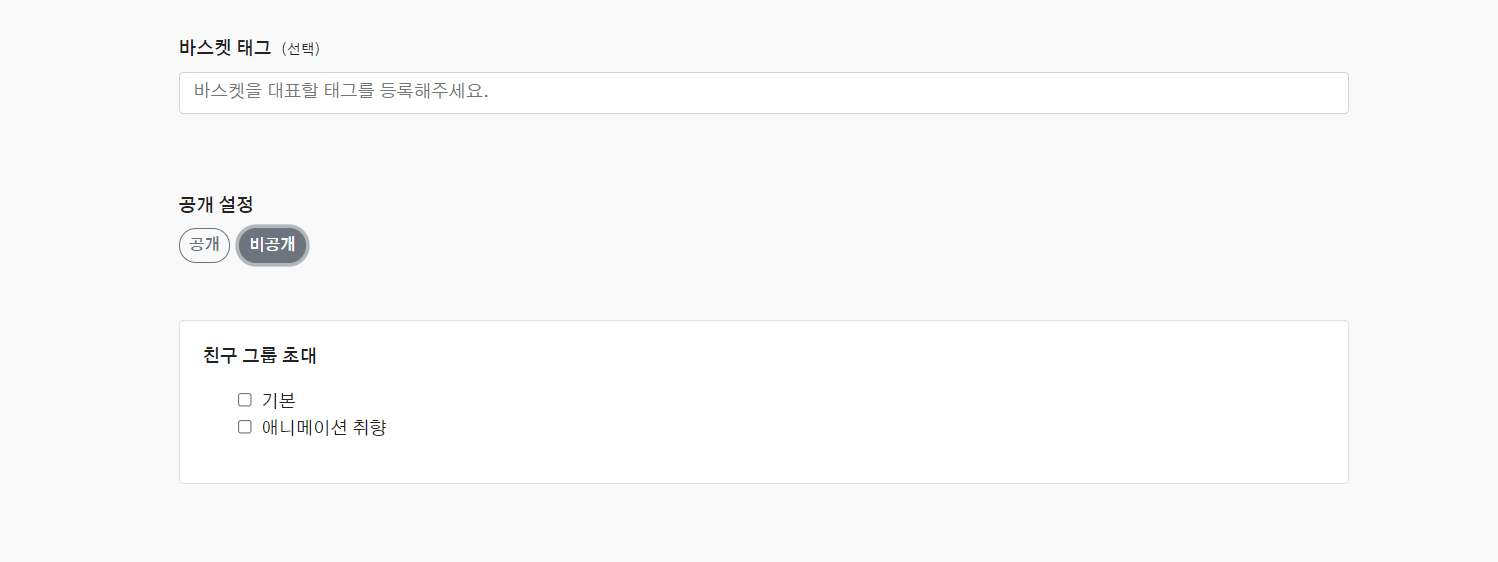 바스켓 태그 (선택)
바스켓을 대표할 태그를 등록해주세요.
공개 설정
공개 비공개
친구 그룹 초대
기본
애니메이션 취향